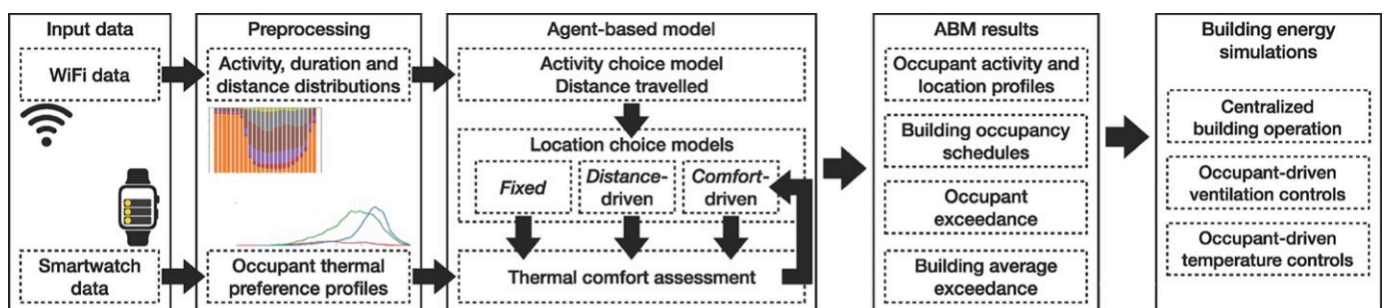 Input data
WiFi data
Smartwatch
data
Preprocessing
Activity, duration and
distance distributions
Occupant thermal
preference profiles
Agent-based model
Activity choice model
Distance travelled
Location choice models
Fixed
Distance-
driven
Comfort-
driven
Thermal comfort assessment
ABM results
Occupant activity and
location profiles
Building occupancy
schedules
Occupant
exceedance
Building average
exceedance
Building energy
simulations
Centralized
building operation
Occupant-driven
ventilation controls
Occupant-driven
temperature controls